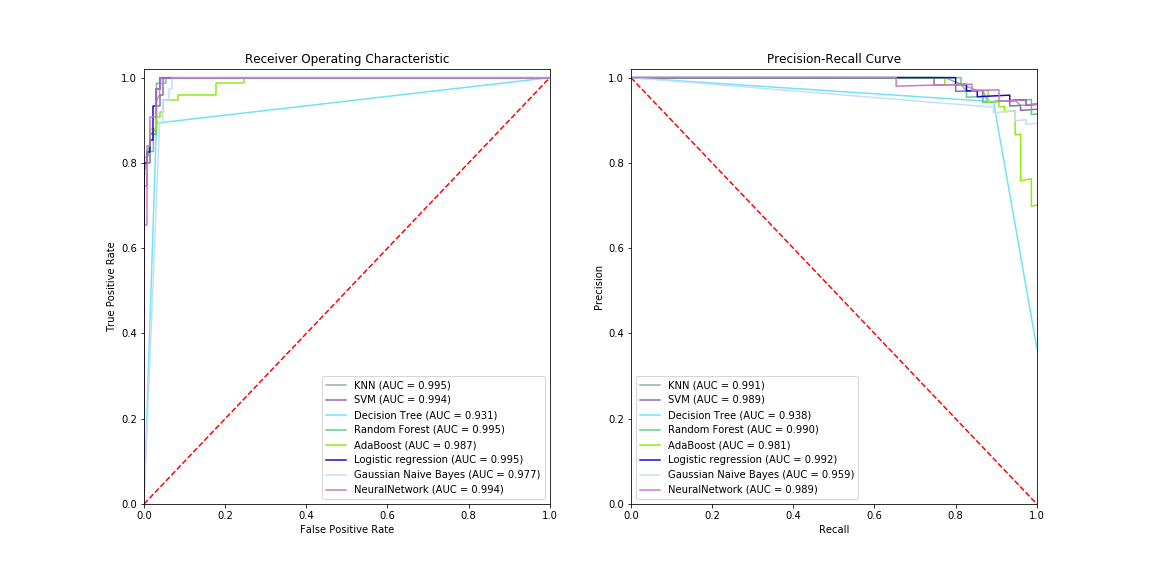 Receiver Operating Characteristic
1.0
0.8
0.6
0.4
0.2
0.0
True Positive Rate
KNN (AUC = 0.995)
SVM (AUC = 0.994)
Decision Tree (AUC = 0.931)
Random Forest (AUC = 0.995)
AdaBoost (AUC = 0.987)
Logistic regression (AUC = 0.995)
Gaussian Naive Bayes (AUC = 0.977)
NeuralNetwork (AUC = 0.994)
0.0 0.2 0.4 0.6 0.8 1.0
False Positive Rate
Precision-Recall Curve
1.0
0.8
0.6
0.4
0.2
0.0
Precision
KNN (AUC = 0.991)
SVM (AUC = 0.989)
Decision Tree (AUC = 0.938)
Random Forest (AUC = 0.990)
AdaBoost (AUC = 0.981)
Logistic regression (AUC = 0.992)
Gaussian Naive Bayes (AUC = 0.959)
NeuralNetwork (AUC = 0.989)
0.0 0.2 0.4 0.6 0.8 1.0
Recall